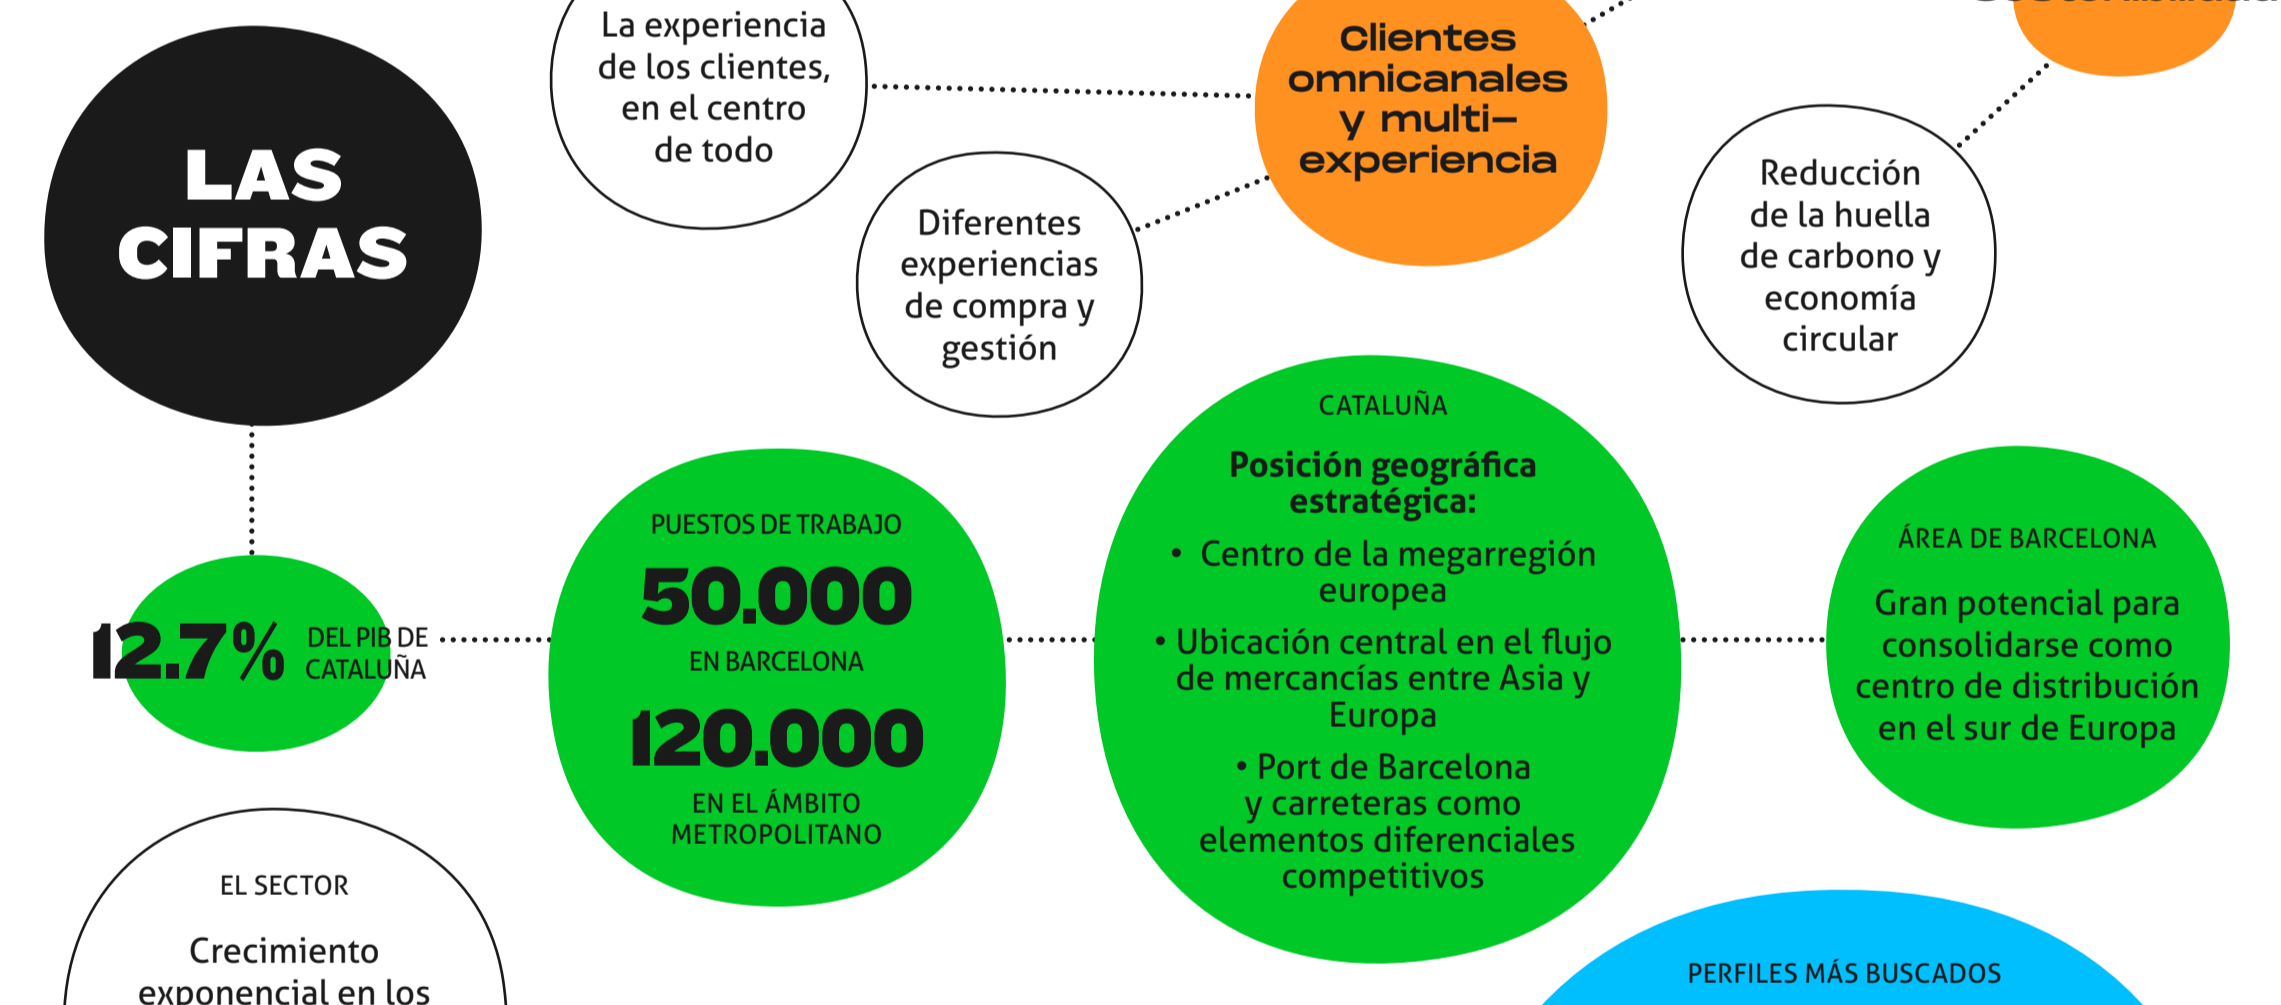 La experiencia
de los clientes,
en el centro
de todo
Clientes
omnicanales
y multi-
experiencia
LAS
CIFRAS
Diferentes
experiencias
de compra y
gestión
Reducción
de la huella
de carbono y
economía
circular
12.7% DEL PIB DE
CATALUÑA
PUESTOS DE TRABAJO
50.000
EN BARCELONA
120.000
EN EL ÁMBITO
METROPOLITANO
CATALUÑA
Posición geográfica
estratégica:
• Centro de la megarregión
europea
• Ubicación central en el flujo
de mercancías entre Asia y
Europa
• Port de Barcelona
y carreteras como
elementos diferenciales
competitivos
ÁREA DE BARCELONA
Gran potencial para
consolidarse como
centro de distribución
en el sur de Europa
EL SECTOR
Crecimiento
exponencial en los
PERFILES MÁS BUSCADOS